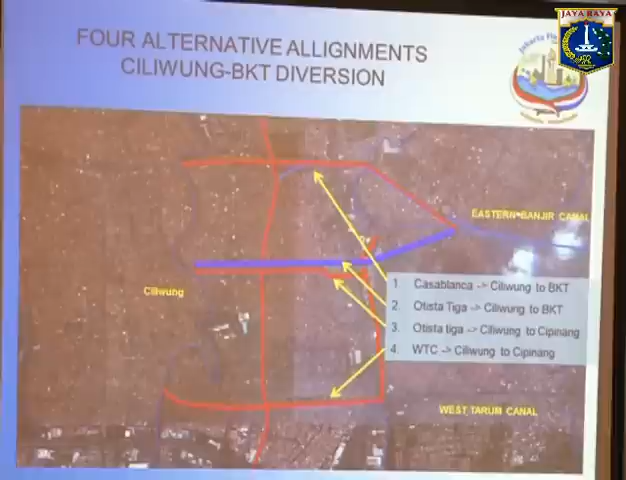 JAYA RAYA
FOUR ALTERNATIVE ALLIGNMENTS
CILIWUNG-BKT DIVERSION
EASTERN BANJIR CANAL
Ciliwung
1. Casablanca -> Ciliwung to BKT
2. Otista Tiga -> Ciliwung to BKT
3. Otista tiga -> Ciliwung to Cipinang
4. WTC -> Ciliwung to Cipinang
WEST TARUM CANAL